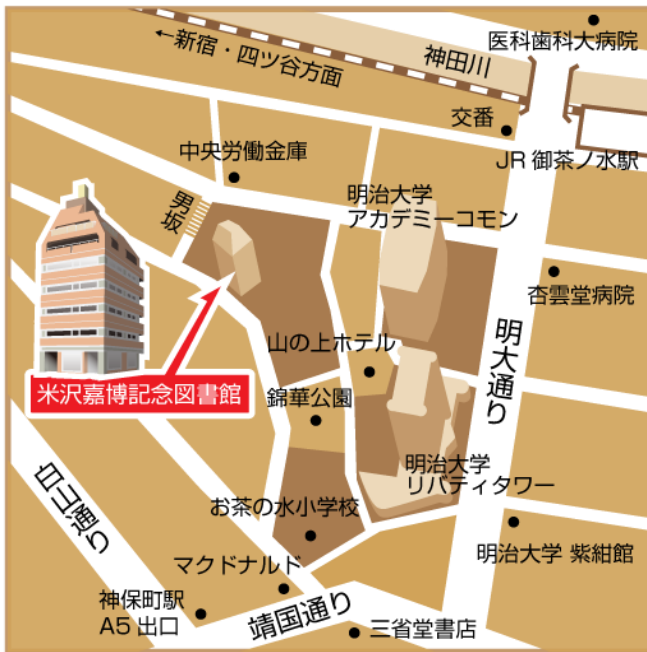 医科歯科大病院
←新宿・四ツ谷方面
神田川
交番
JR 御茶ノ水駅
中央労働金庫
男坂
明治大学
アカデミーコモン
杏雲堂病院
明大通り
山の上ホテル
米沢嘉博記念図書館
錦華公園
明治大学
リバティタワー
白山通り
お茶の水小学校
明治大学 紫紺館
マクドナルド
神保町駅
A5 出口
靖国通り
三省堂書店